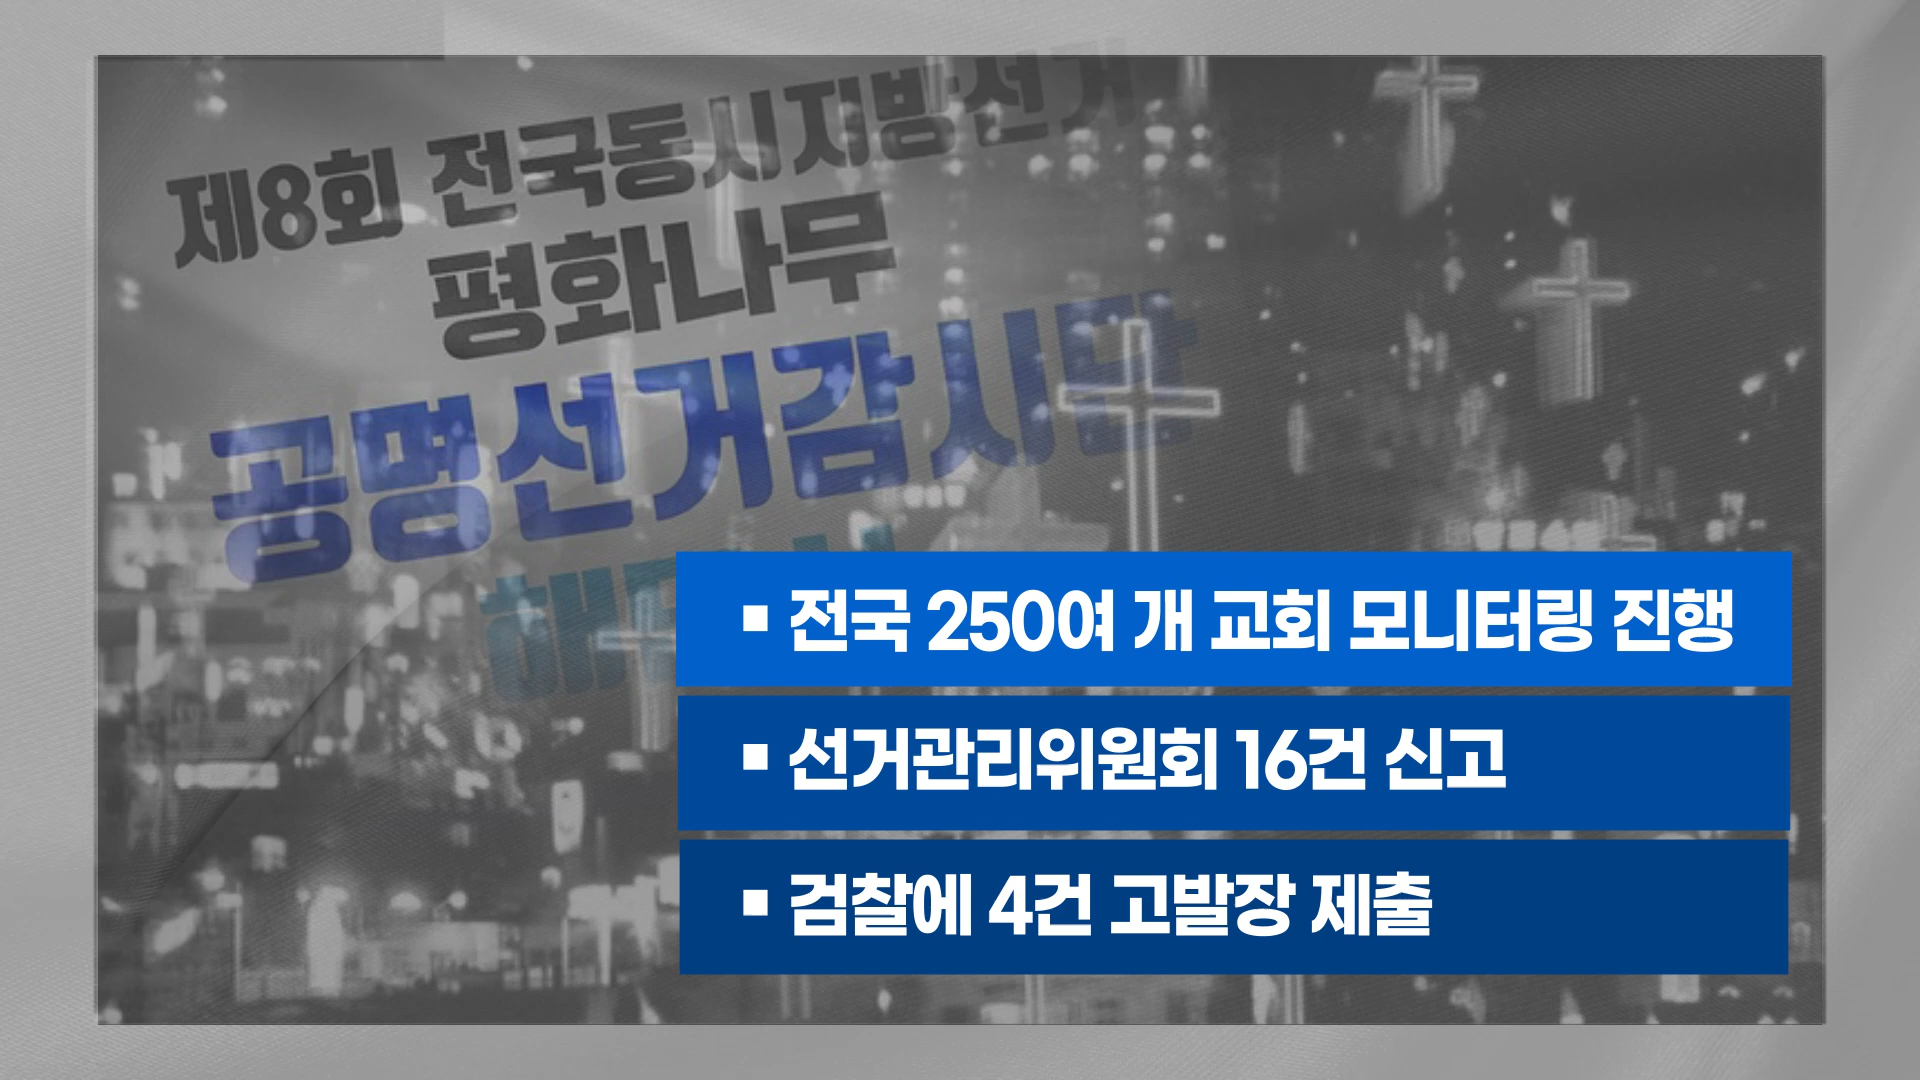 제8회 전국동시지방선거
평화나무
공명선거감시단
▪ 전국 250여 개 교회 모니터링 진행
▪ 선거관리위원회 16건 신고
▪ 검찰에 4건 고발장 제출